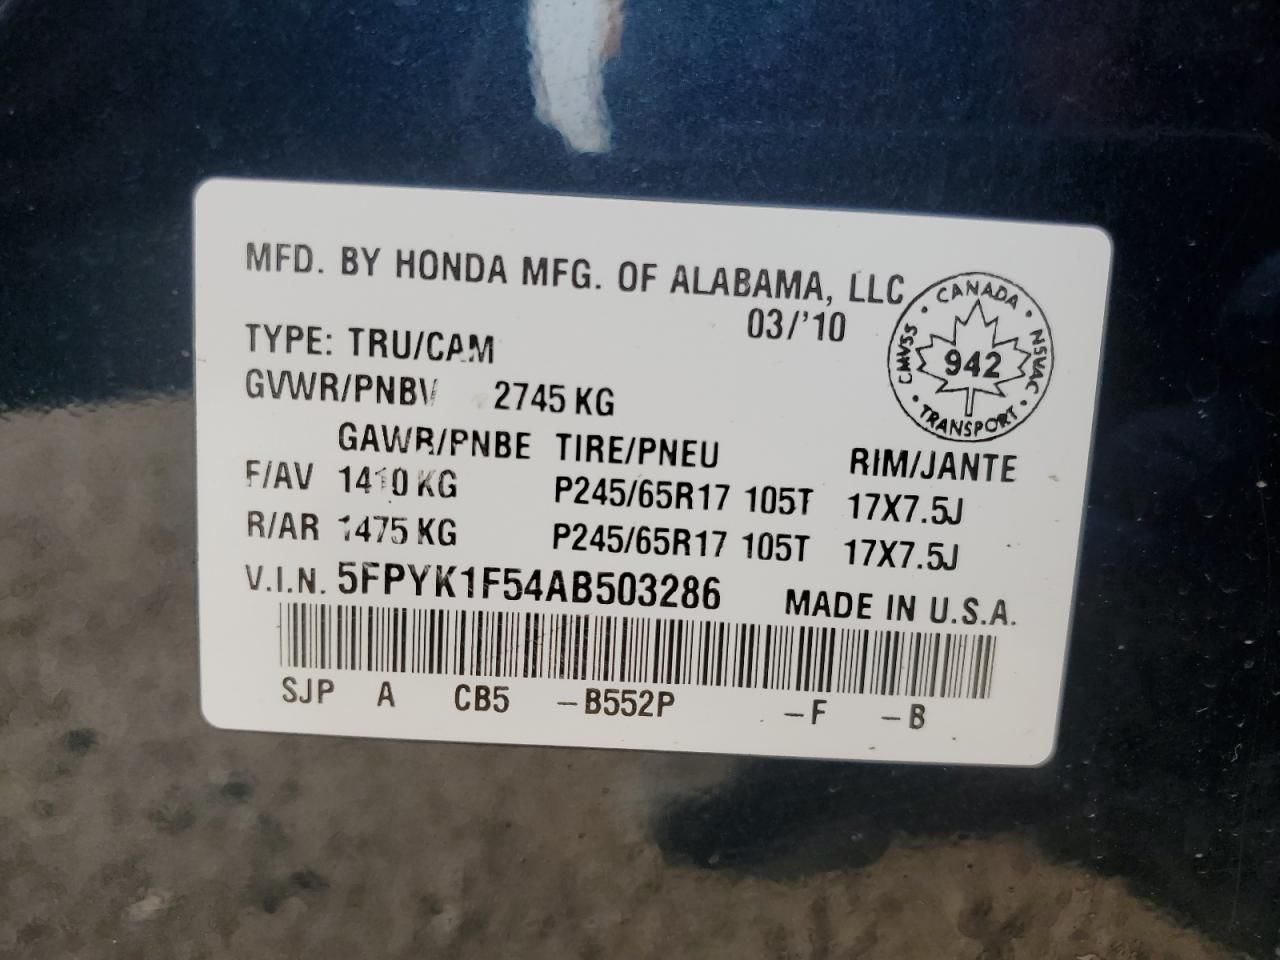 MFD. BY HONDA MFG. OF ALABAMA, LLC
03/'10
CANADA · NSVAC · TRANSPORT · CMVSS ·
942
TYPE: TRU/CAM
GVWR/PNBV 2745 KG
GAWR/PNBE TIRE/PNEU RIM/JANTE
F/AV 1410 KG P245/65R17 105T 17X7.5J
R/AR 1475 KG P245/65R17 105T 17X7.5J
V.I.N. 5FPYK1F54AB503286 MADE IN U.S.A.
SJP A CB5 –B552P –F –B